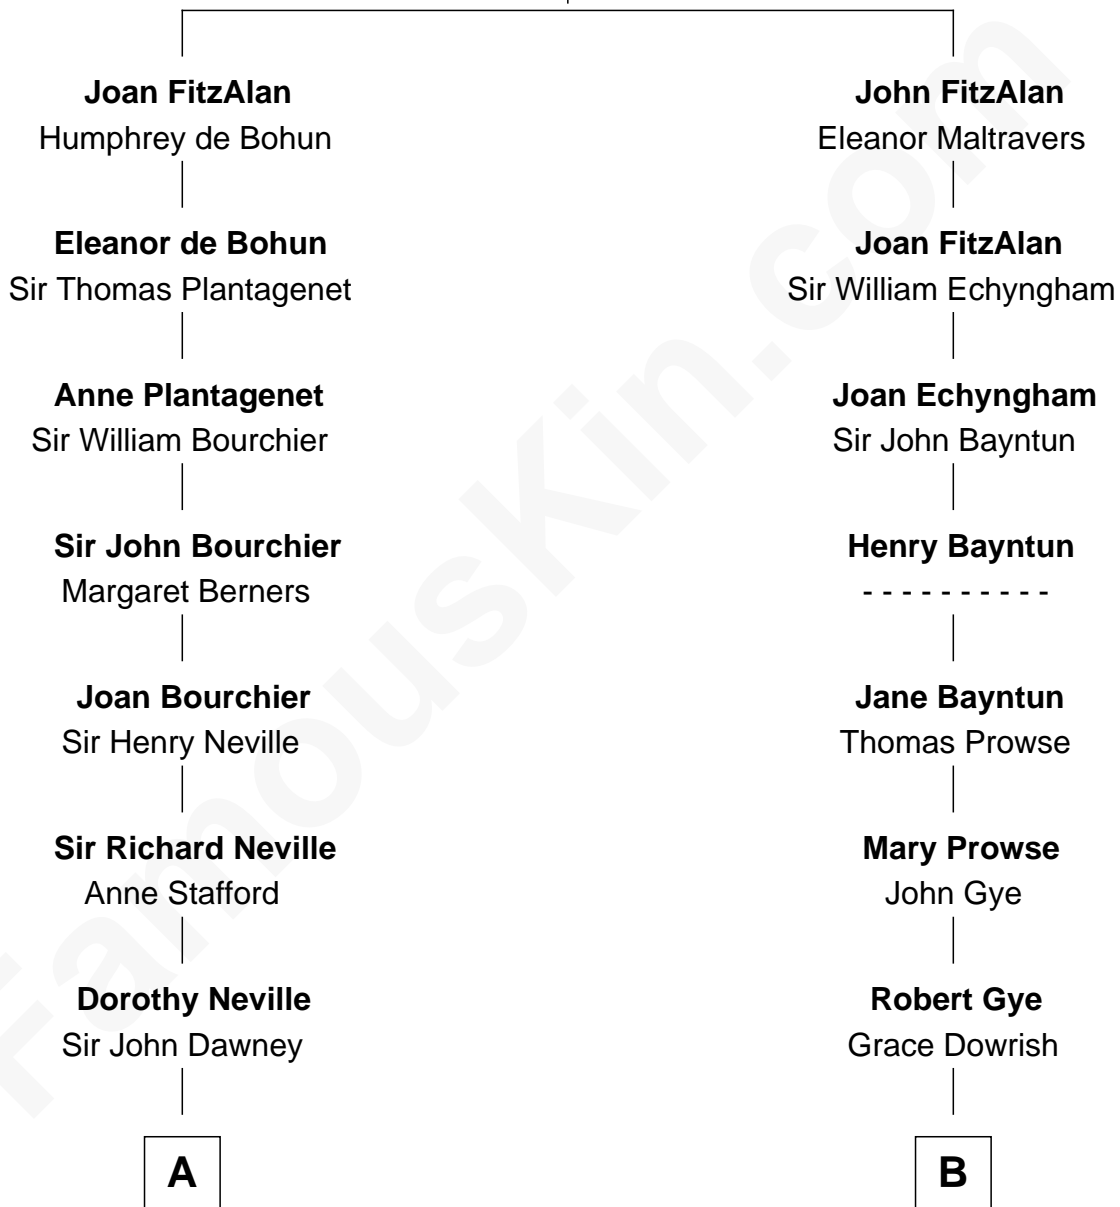 Joan FitzAlan
Humphrey de Bohun
Eleanor de Bohun
Sir Thomas Plantagenet
Anne Plantagenet
Sir William Bourchier
Sir John Bourchier
Margaret Berners
Joan Bourchier
Sir Henry Neville
Sir Richard Neville
Anne Stafford
Dorothy Neville
Sir John Dawney
A
John FitzAlan
Eleanor Maltravers
Joan FitzAlan
Sir William Echyngham
Joan Echyngham
Sir John Bayntun
Henry Bayntun
- - - - - - - - - -
Jane Bayntun
Thomas Prowse
Mary Prowse
John Gye
Robert Gye
Grace Dowrish
B
FamousKin.com